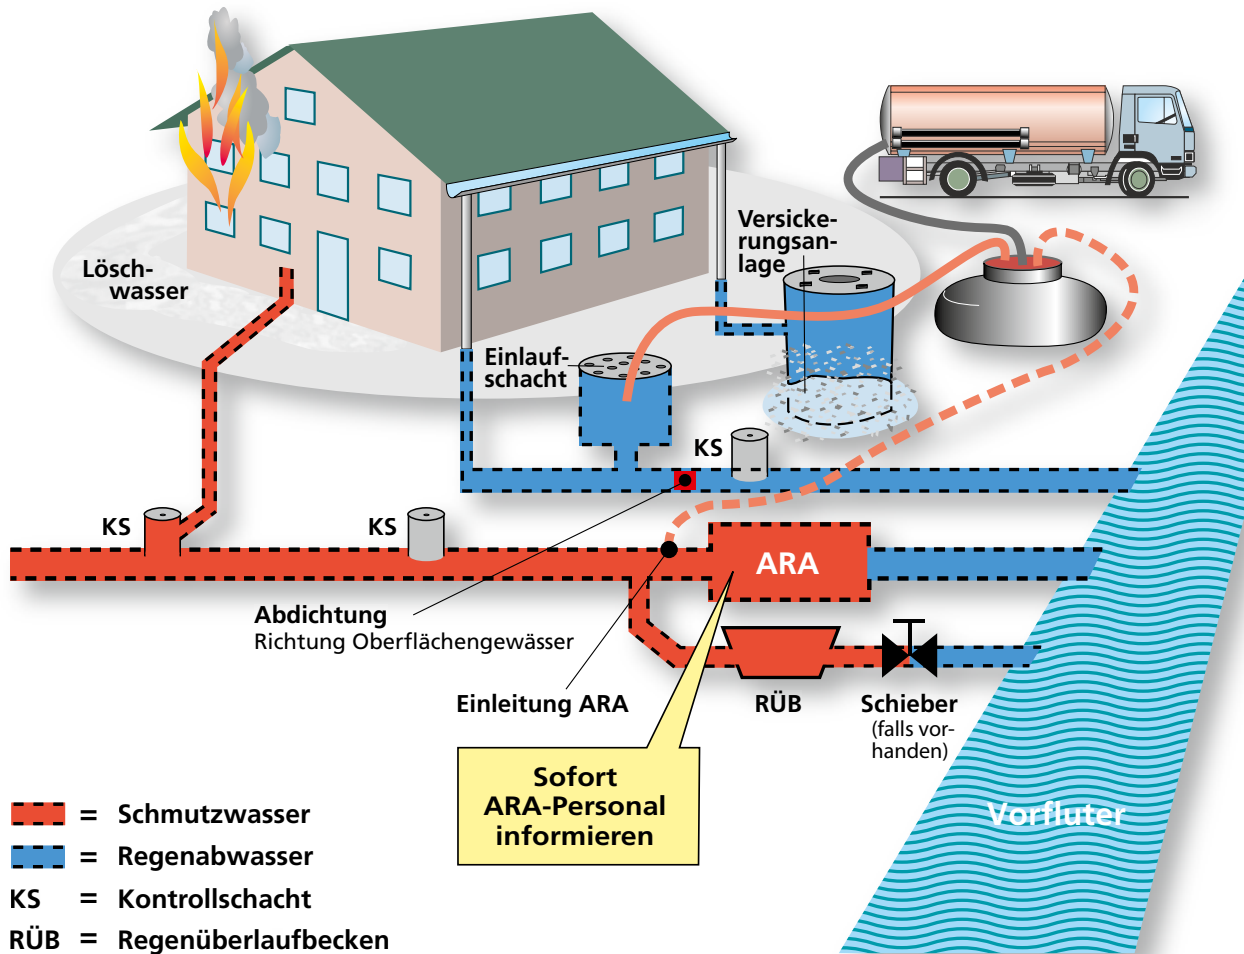 Versicke-
rungsan-
lage
Lösch-
wasser
Einlauf-
schacht
KS
KS
KS
ARA
Abdichtung
Richtung Oberflächengewässer
Einleitung ARA
RÜB
Schieber
(falls vor-
handen)
Sofort
ARA-Personal
informieren
Vorfluter
= Schmutzwasser
= Regenabwasser
KS = Kontrollschacht
RÜB = Regenüberlaufbecken